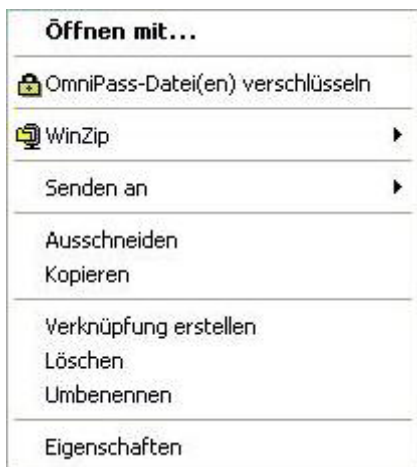 Öffnen mit...
OmniPass-Datei(en) verschlüsseln
WinZip
Senden an
Ausschneiden
Kopieren
Verknüpfung erstellen
Löschen
Umbenennen
Eigenschaften